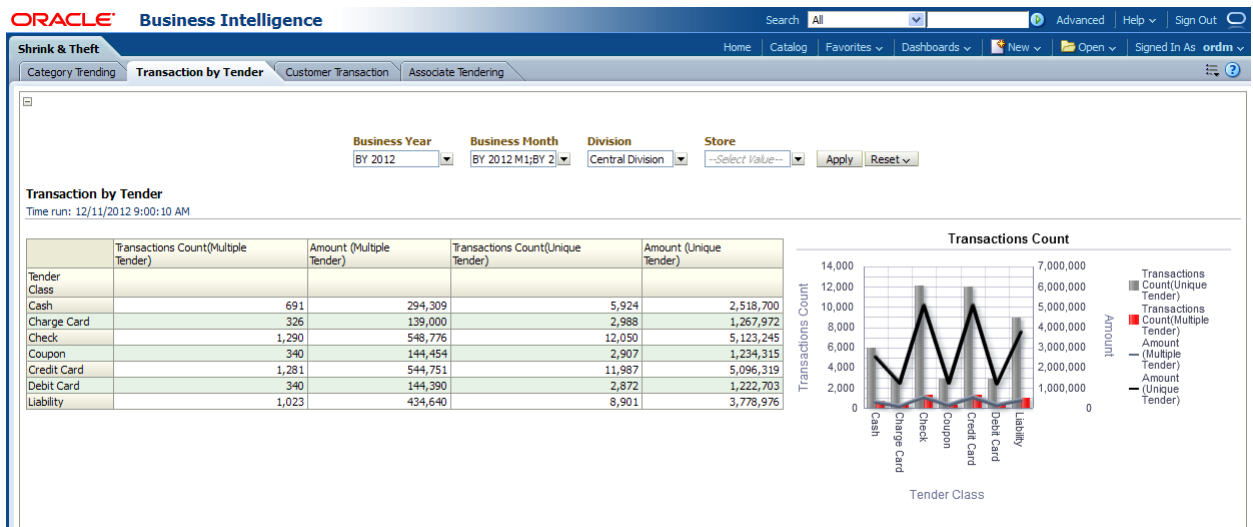 ORACLE Business Intelligence
Search All Advanced Help Sign Out
Shrink & Theft
Home Catalog Favorites Dashboards New Open Signed In As ordm
Category Trending Transaction by Tender Customer Transaction Associate Tendering
Business Year Business Month Division Store
BY 2012 BY 2012 M1;BY 2 Central Division --Select Value-- Apply Reset
Transaction by Tender
Time run: 12/11/2012 9:00:10 AM
Transactions Count(Multiple Tender) Amount (Multiple Tender) Transactions Count(Unique Tender) Amount (Unique Tender)
Tender Class
Cash 691 294,309 5,924 2,518,700
Charge Card 326 139,000 2,988 1,267,972
Check 1,290 548,776 12,050 5,123,245
Coupon 340 144,454 2,907 1,234,315
Credit Card 1,281 544,751 11,987 5,096,319
Debit Card 340 144,390 2,872 1,222,703
Liability 1,023 434,640 8,901 3,778,976
Transactions Count
Transactions Count
14,000
12,000
10,000
8,000
6,000
4,000
2,000
0
7,000,000
6,000,000
5,000,000
4,000,000
3,000,000
2,000,000
1,000,000
0
Amount
Cash
Charge Card
Check
Coupon
Credit Card
Debit Card
Liability
Tender Class
Transactions
Count(Unique
Tender)
Transactions
Count(Multiple
Tender)
Amount
(Multiple
Tender)
Amount
(Unique
Tender)